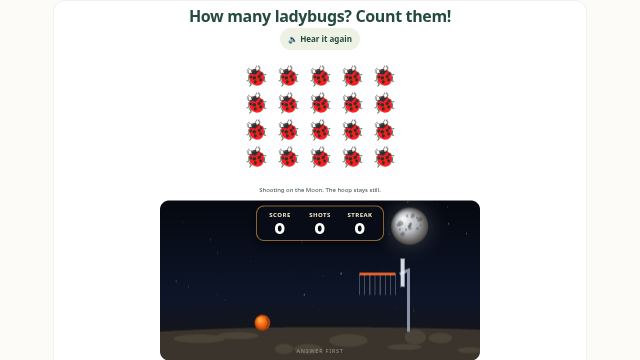 How many ladybugs? Count them!
🔈 Hear it again
Shooting on the Moon. The hoop stays still.
SCORE SHOTS STREAK
0 0 0
ANSWER FIRST